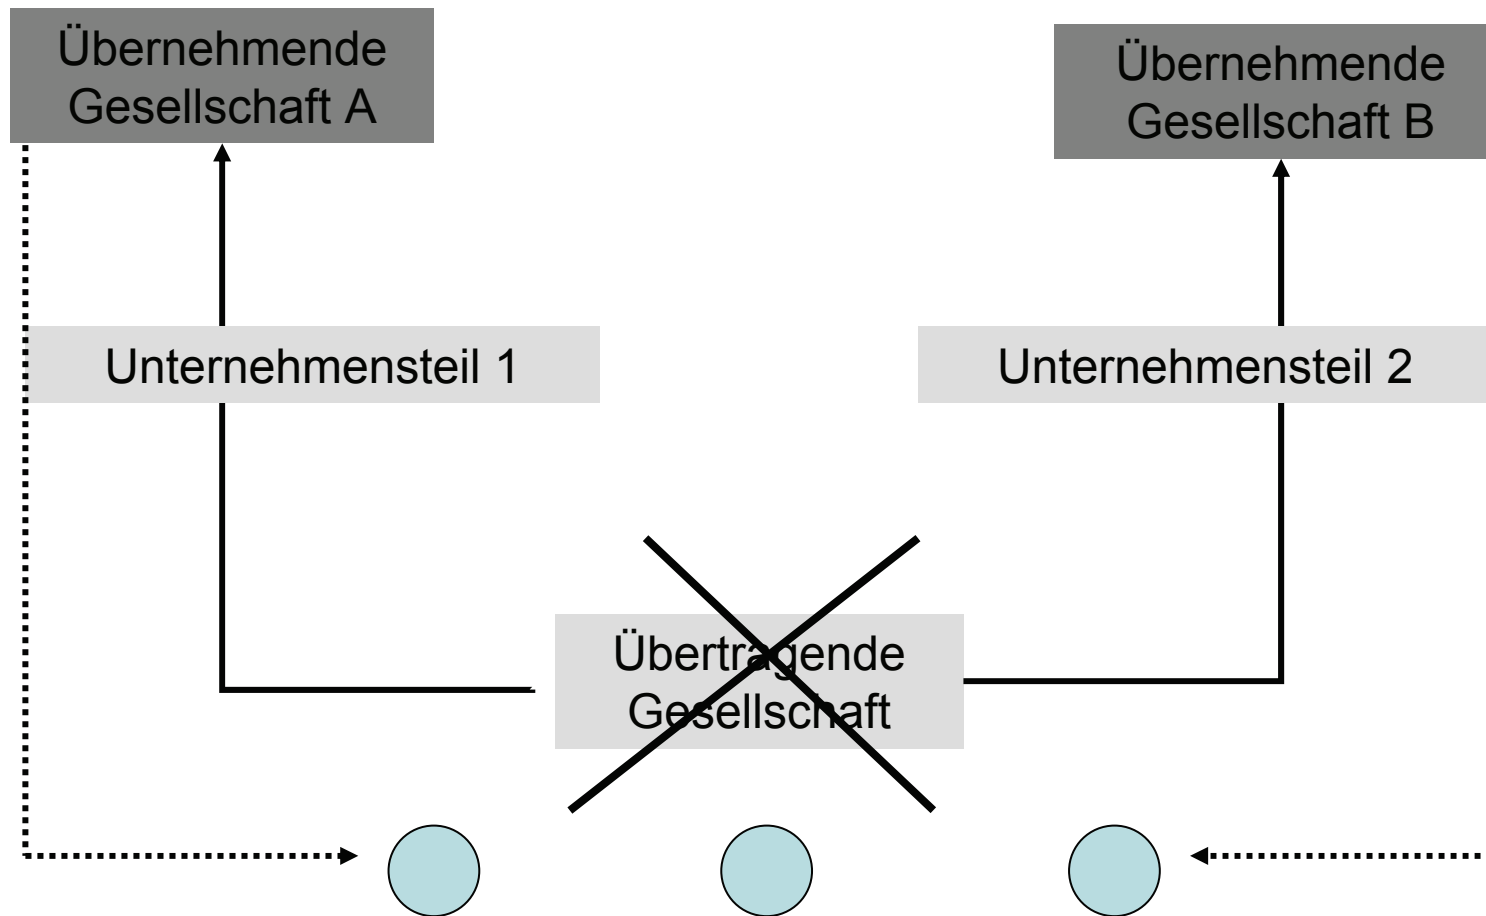 Übernehmende
Gesellschaft A
Übernehmende
Gesellschaft B
Unternehmensteil 1
Unternehmensteil 2
Übertragende
Gesellschaft